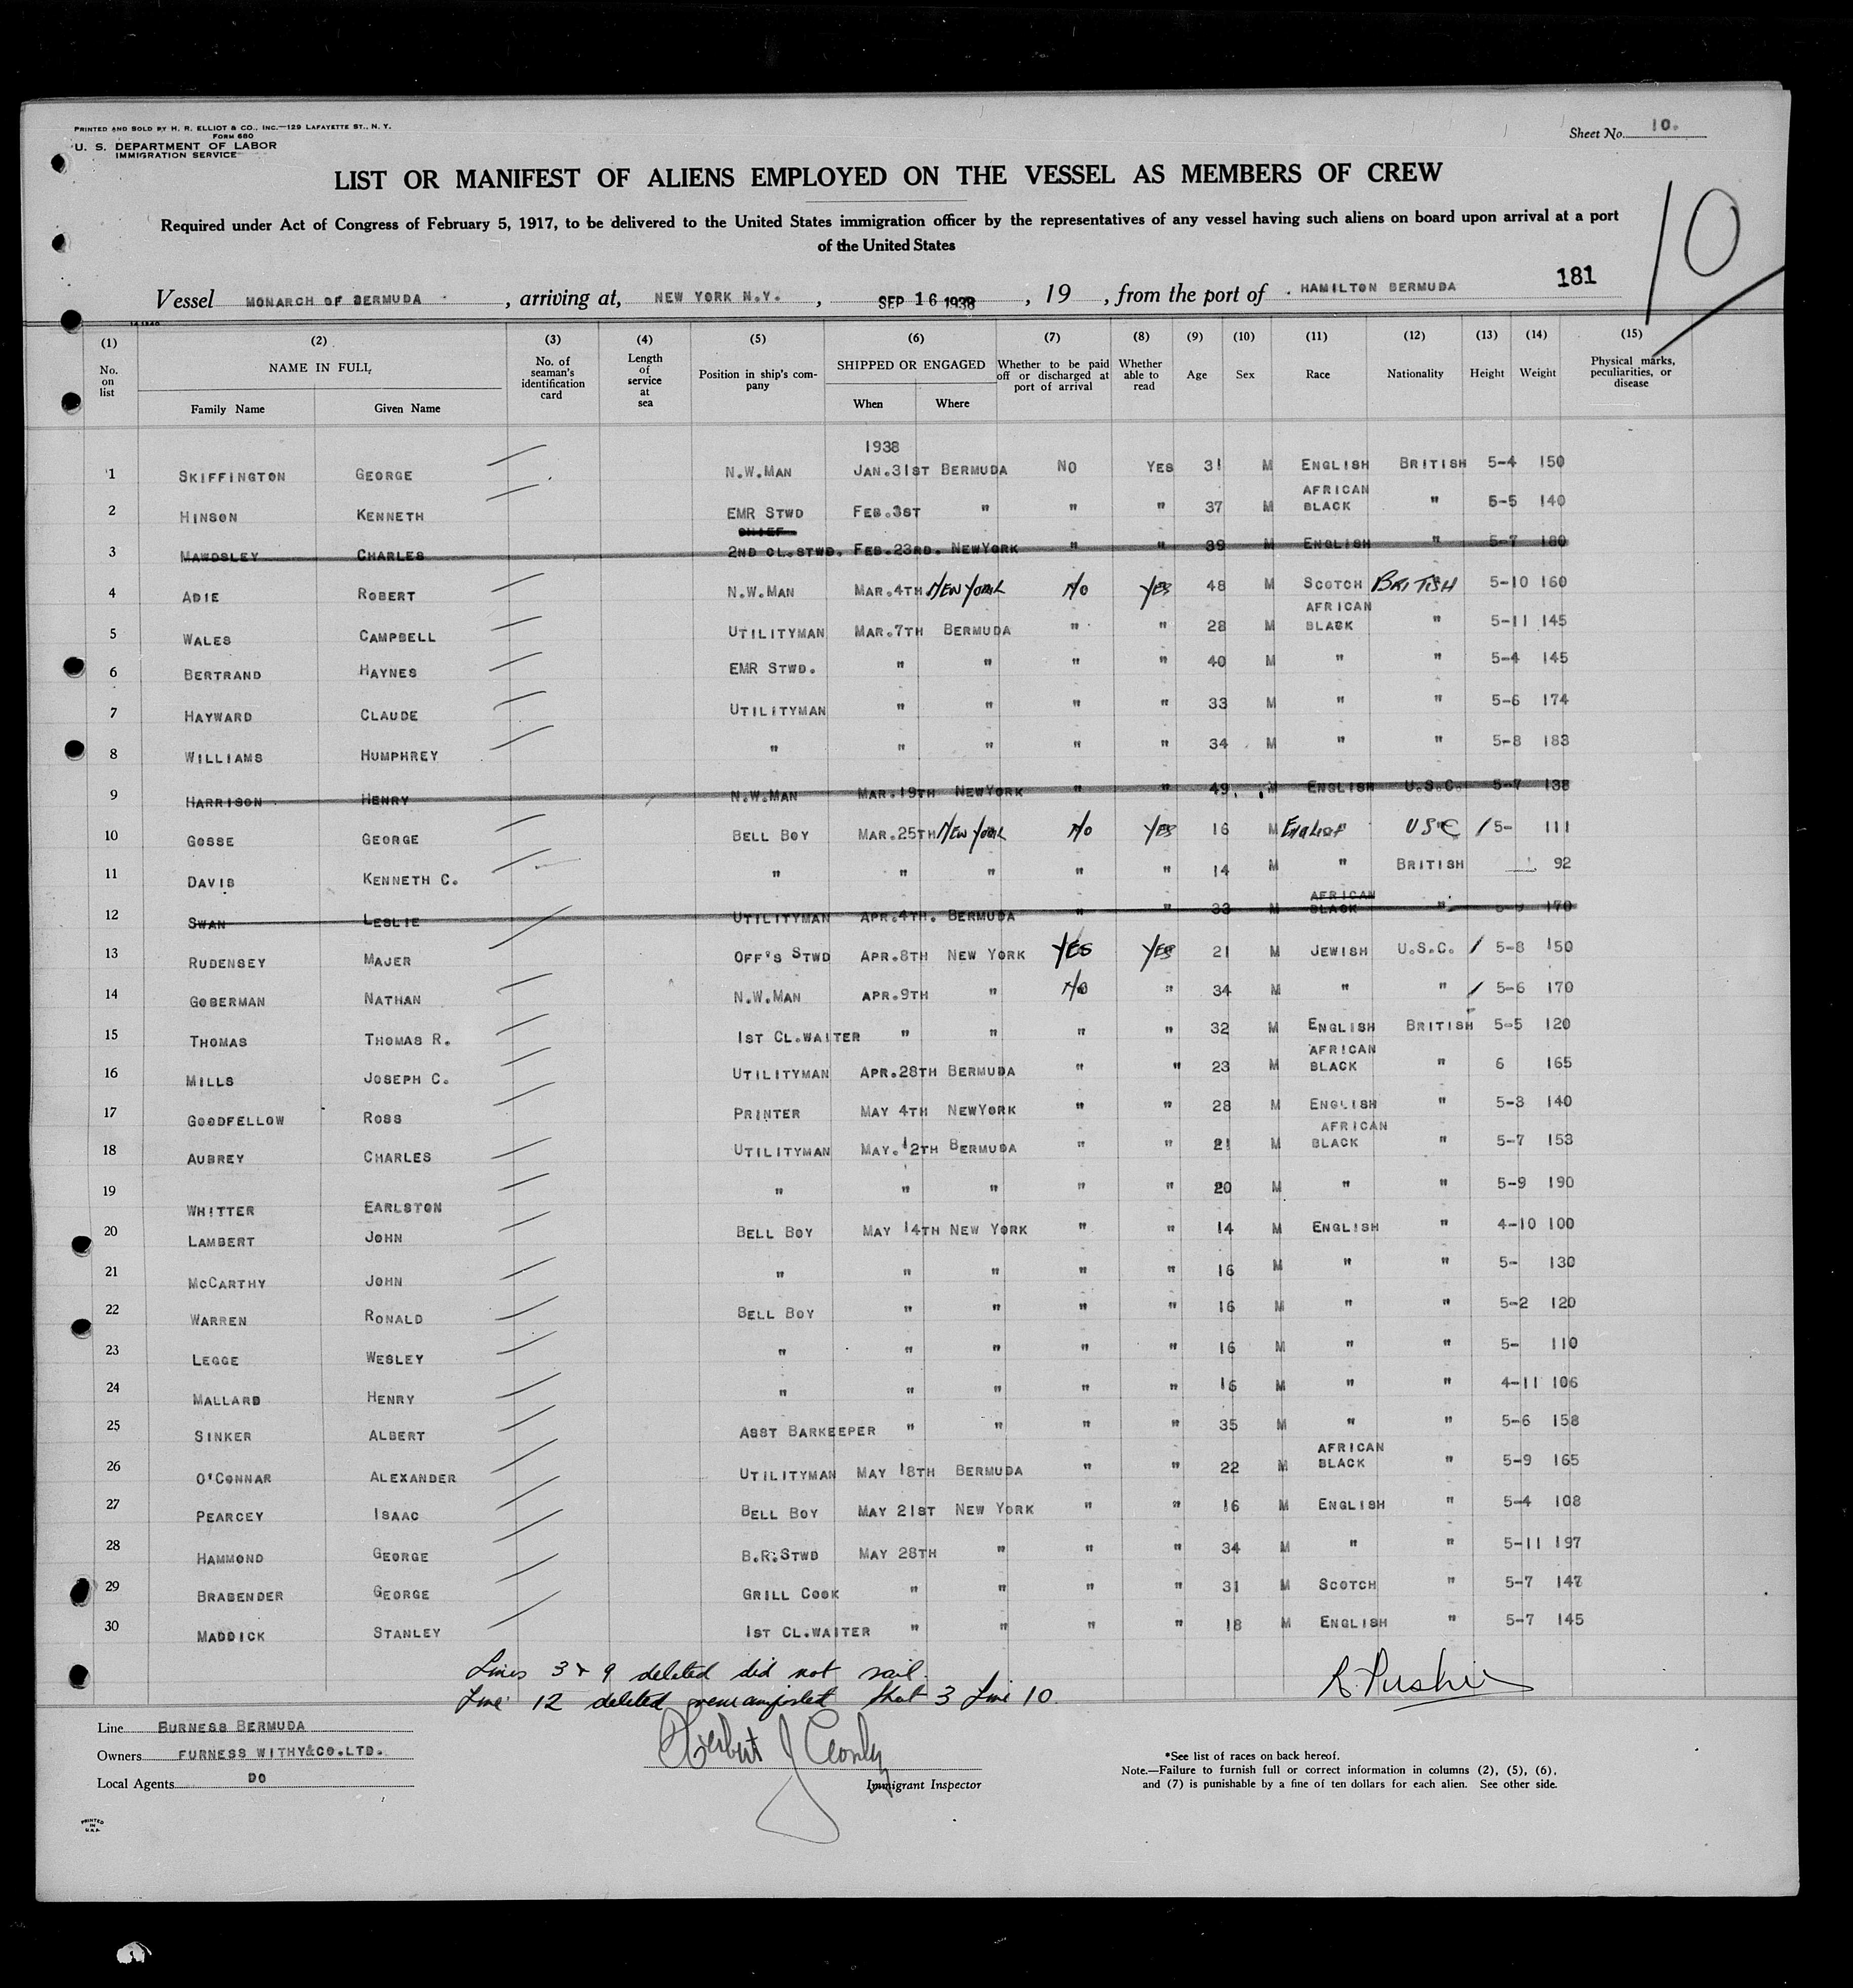 PRINTED AND SOLD BY H. R. ELLIOT & CO., INC.—129 LAFAYETTE ST., N. Y.
FORM 680
U. S. DEPARTMENT OF LABOR
IMMIGRATION SERVICE
Sheet No. 10.
LIST OR MANIFEST OF ALIENS EMPLOYED ON THE VESSEL AS MEMBERS OF CREW
10
Required under Act of Congress of February 5, 1917, to be delivered to the United States immigration officer by the representatives of any vessel having such aliens on board upon arrival at a port
of the United States
181
Vessel MONARCH OF BERMUDA, arriving at, NEW YORK N.Y., SEP 16 1938, 19, from the port of HAMILTON BERMUDA
(1) (2) (3) (4) (5) (6) (7) (8) (9) (10) (11) (12) (13) (14) (15)
No. on list NAME IN FULL Family Name Given Name No. of seaman's identification card Length of service at sea Position in ship's company SHIPPED OR ENGAGED When Where Whether to be paid off or discharged at port of arrival Whether able to read Age Sex Race Nationality Height Weight Physical marks, peculiarities, or disease
1938
1 SKIFFINGTON GEORGE N.W.MAN JAN.31ST BERMUDA NO YES 31 M ENGLISH BRITISH 5-4 150
2 HINSON KENNETH EMR STWD FEB.3ST " " " 37 M AFRICAN BLACK " 5-5 140
3 MAWDSLEY CHARLES CHIEF 2ND CL.STWD. FEB.23RD. NEWYORK " " 39 M ENGLISH " 5-7 180
4 ADIE ROBERT N.W.MAN MAR.4TH NEW YORK NO YES 48 M SCOTCH BRITISH 5-10 160
5 WALES CAMPBELL UTILITYMAN MAR.7TH BERMUDA " " 28 M AFRICAN BLACK " 5-11 145
6 BERTRAND HAYNES EMR STWD. " " " " 40 M " " 5-4 145
7 HAYWARD CLAUDE UTILITYMAN " " " " 33 M " " 5-6 174
8 WILLIAMS HUMPHREY " " " " " 34 M " " 5-8 183
9 HARRISON HENRY N.W.MAN MAR.19TH NEWYORK " " 49 M ENGLISH U.S.C. 5-7 138
10 GOSSE GEORGE BELL BOY MAR.25TH NEW YORK NO YES 16 M English USC 5- 111
11 DAVIS KENNETH C. " " " " " 14 M " BRITISH 92
12 SWAN LESLIE UTILITYMAN APR.4TH. BERMUDA " " 33 M AFRICAN BLACK " 5-9 170
13 RUDENSEY MAJER OFF'S STWD APR.8TH NEW YORK YES YES 21 M JEWISH U.S.C. 5-8 150
14 GOBERMAN NATHAN N.W.MAN APR.9TH " NO " 34 M " " 5-6 170
15 THOMAS THOMAS R. 1ST CL.WAITER " " " " 32 M ENGLISH BRITISH 5-5 120
16 MILLS JOSEPH C. UTILITYMAN APR.28TH BERMUDA " " 23 M AFRICAN BLACK " 6 165
17 GOODFELLOW ROSS PRINTER MAY 4TH NEWYORK " " 28 M ENGLISH " 5-8 140
18 AUBREY CHARLES UTILITYMAN MAY.12TH BERMUDA " " 21 M AFRICAN BLACK " 5-7 153
19 WHITTER EARLSTON " " " " " 20 M " " 5-9 190
20 LAMBERT JOHN BELL BOY MAY 14TH NEW YORK " " 14 M ENGLISH " 4-10 100
21 MCCARTHY JOHN " " " " " 16 M " " 5- 130
22 WARREN RONALD BELL BOY " " " " 16 M " " 5-2 120
23 LEGGE WESLEY " " " " " 16 M " " 5- 110
24 MALLARD HENRY " " " " " 16 M " " 4-11 106
25 SINKER ALBERT ASST BARKEEPER " " " " 35 M " " 5-6 158
26 O'CONNAR ALEXANDER UTILITYMAN MAY 18TH BERMUDA " " 22 M AFRICAN BLACK " 5-9 165
27 PEARCEY ISAAC BELL BOY MAY 21ST NEW YORK " " 16 M ENGLISH " 5-4 108
28 HAMMOND GEORGE B.R.STWD MAY 28TH " " " 34 M " " 5-11 197
29 BRABENDER GEORGE GRILL COOK " " " " 31 M SCOTCH " 5-7 147
30 MADDICK STANLEY 1ST CL.WAITER " " " " 18 M ENGLISH " 5-7 145
Lines 3 & 9 deleted did not sail.
Line 12 deleted Sheet 3 Line 10.
Line BURNESS BERMUDA
Owners FURNESS WITHY&CO.LTD.
Local Agents DO
Herbert J
Immigrant Inspector
*See list of races on back hereof.
Note.—Failure to furnish full or correct information in columns (2), (5), (6),
and (7) is punishable by a fine of ten dollars for each alien. See other side.
PRINTED
IN
U.S.A.